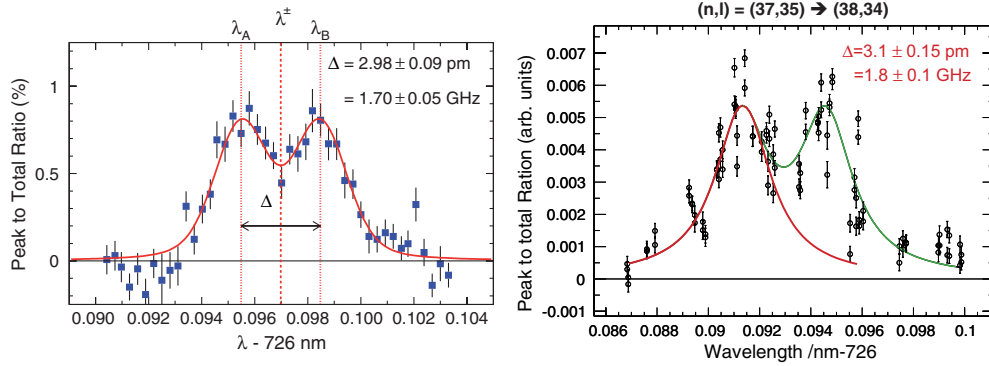 λA λ± λB
Δ = 2.98 ± 0.09 pm
= 1.70 ± 0.05 GHz
Δ
Peak to Total Ratio (%)
1
0.5
0
0.090 0.092 0.094 0.096 0.098 0.100 0.102 0.104
λ - 726 nm
(n,l) = (37,35) ➔ (38,34)
Δ=3.1 ± 0.15 pm
=1.8 ± 0.1 GHz
Peak to total Ration (arb. units)
0.007
0.006
0.005
0.004
0.003
0.002
0.001
0
-0.001
0.086 0.088 0.09 0.092 0.094 0.096 0.098 0.1
Wavelength /nm-726